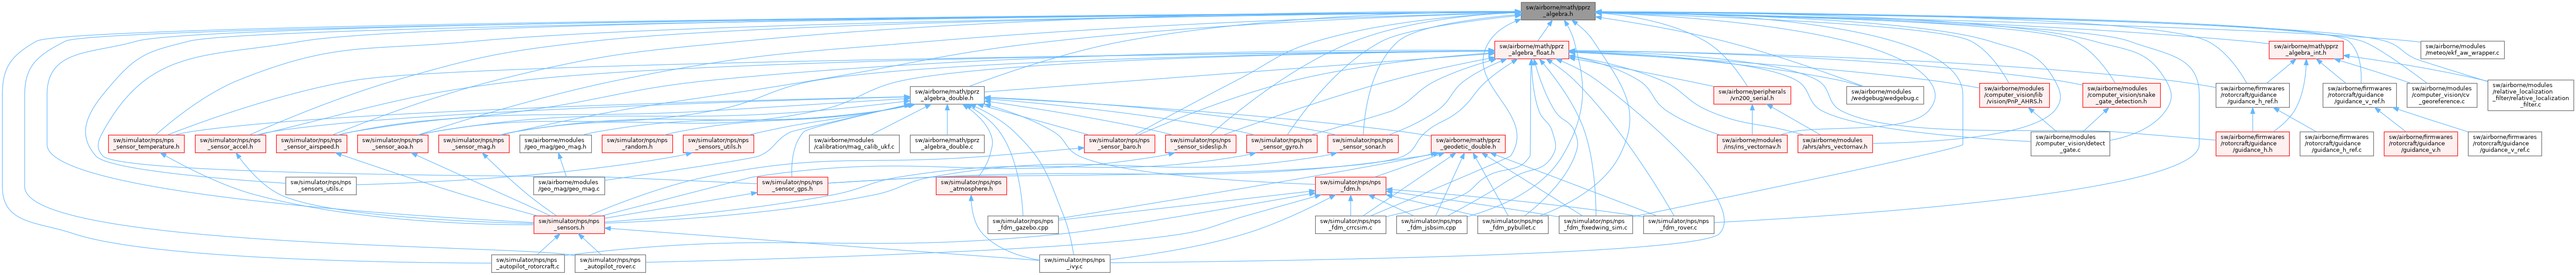 sw/airborne/math/pprz
_algebra.h
sw/airborne/math/pprz
_algebra_float.h
sw/airborne/math/pprz
_algebra_int.h
sw/airborne/modules
/meteo/ekf_aw_wrapper.c
sw/airborne/math/pprz
_algebra_double.h
sw/airborne/peripherals
/vn200_serial.h
sw/airborne/modules
/wedgebug/wedgebug.c
sw/airborne/modules
/computer_vision/lib
/vision/PnP_AHRS.h
sw/airborne/modules
/computer_vision/snake
_gate_detection.h
sw/airborne/firmwares
/rotorcraft/guidance
/guidance_h_ref.h
sw/airborne/firmwares
/rotorcraft/guidance
/guidance_v_ref.h
sw/airborne/modules
/computer_vision/cv
_georeference.c
sw/airborne/modules
/relative_localization
_filter/relative_localization
_filter.c
sw/simulator/nps/nps
_sensor_temperature.h
sw/simulator/nps/nps
_sensor_accel.h
sw/simulator/nps/nps
_sensor_airspeed.h
sw/simulator/nps/nps
_sensor_aoa.h
sw/simulator/nps/nps
_sensor_mag.h
sw/airborne/modules
/geo_mag/geo_mag.h
sw/simulator/nps/nps
_random.h
sw/simulator/nps/nps
_sensors_utils.h
sw/airborne/modules
/calibration/mag_calib_ukf.c
sw/airborne/math/pprz
_algebra_double.c
sw/simulator/nps/nps
_sensor_baro.h
sw/simulator/nps/nps
_sensor_sideslip.h
sw/simulator/nps/nps
_sensor_gyro.h
sw/simulator/nps/nps
_sensor_sonar.h
sw/airborne/math/pprz
_geodetic_double.h
sw/airborne/modules
/ins/ins_vectornav.h
sw/airborne/modules
/ahrs/ahrs_vectornav.h
sw/airborne/modules
/computer_vision/detect
_gate.c
sw/airborne/firmwares
/rotorcraft/guidance
/guidance_h.h
sw/airborne/firmwares
/rotorcraft/guidance
/guidance_h_ref.c
sw/airborne/firmwares
/rotorcraft/guidance
/guidance_v.h
sw/airborne/firmwares
/rotorcraft/guidance
/guidance_v_ref.c
sw/simulator/nps/nps
_sensors_utils.c
sw/airborne/modules
/geo_mag/geo_mag.c
sw/simulator/nps/nps
_sensor_gps.h
sw/simulator/nps/nps
_atmosphere.h
sw/simulator/nps/nps
_fdm.h
sw/simulator/nps/nps
_sensors.h
sw/simulator/nps/nps
_fdm_gazebo.cpp
sw/simulator/nps/nps
_fdm_crrcsim.c
sw/simulator/nps/nps
_fdm_jsbsim.cpp
sw/simulator/nps/nps
_fdm_pybullet.c
sw/simulator/nps/nps
_fdm_fixedwing_sim.c
sw/simulator/nps/nps
_fdm_rover.c
sw/simulator/nps/nps
_autopilot_rotorcraft.c
sw/simulator/nps/nps
_autopilot_rover.c
sw/simulator/nps/nps
_ivy.c